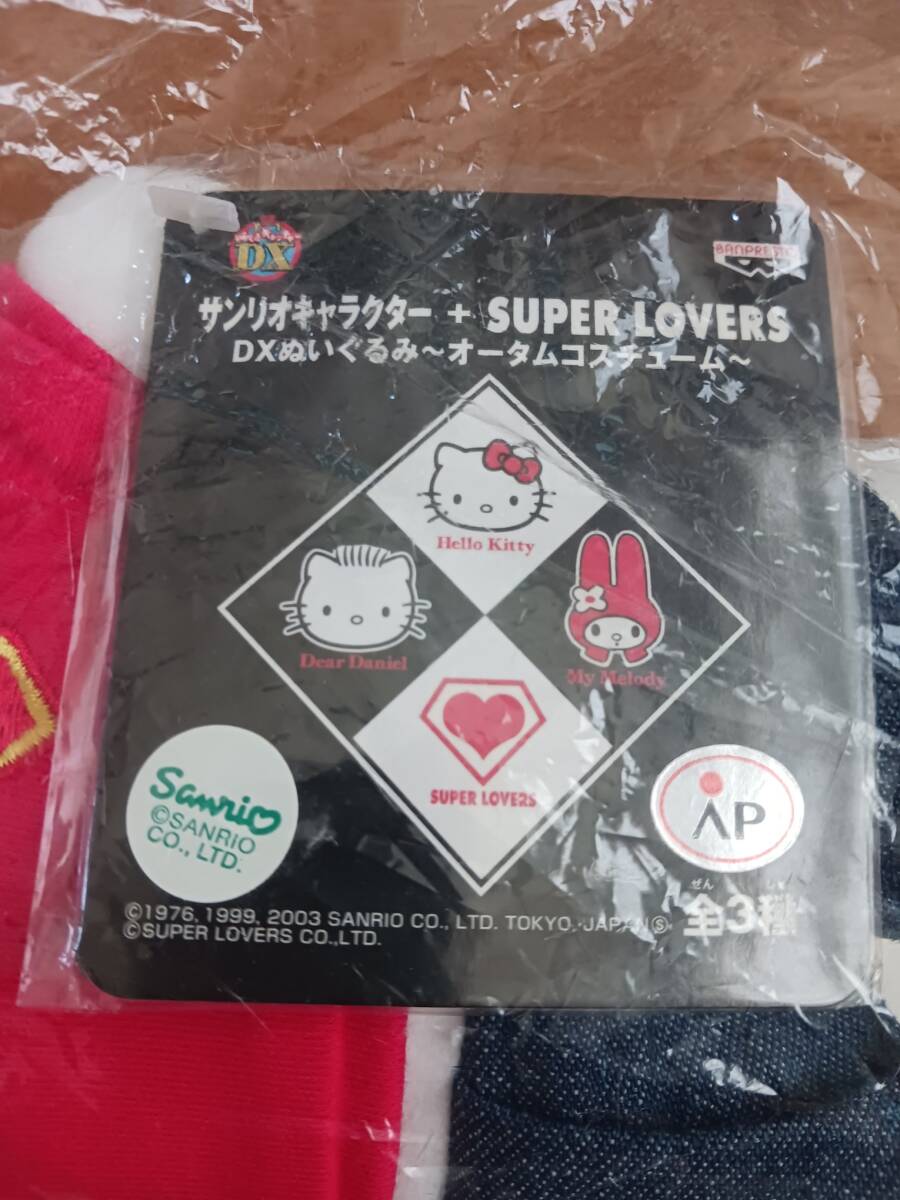 DX
BANPRESTO
サンリオキャラクター + SUPER LOVERS
DXぬいぐるみ～オータムコスチューム～
Hello Kitty
Dear Daniel
My Melody
SUPER LOVERS
Sanrio
©SANRIO
CO., LTD.
AP
ぜん しゅ
全3種
©1976, 1999, 2003 SANRIO CO., LTD. TOKYO, JAPAN Ⓢ
©SUPER LOVERS CO.,LTD.